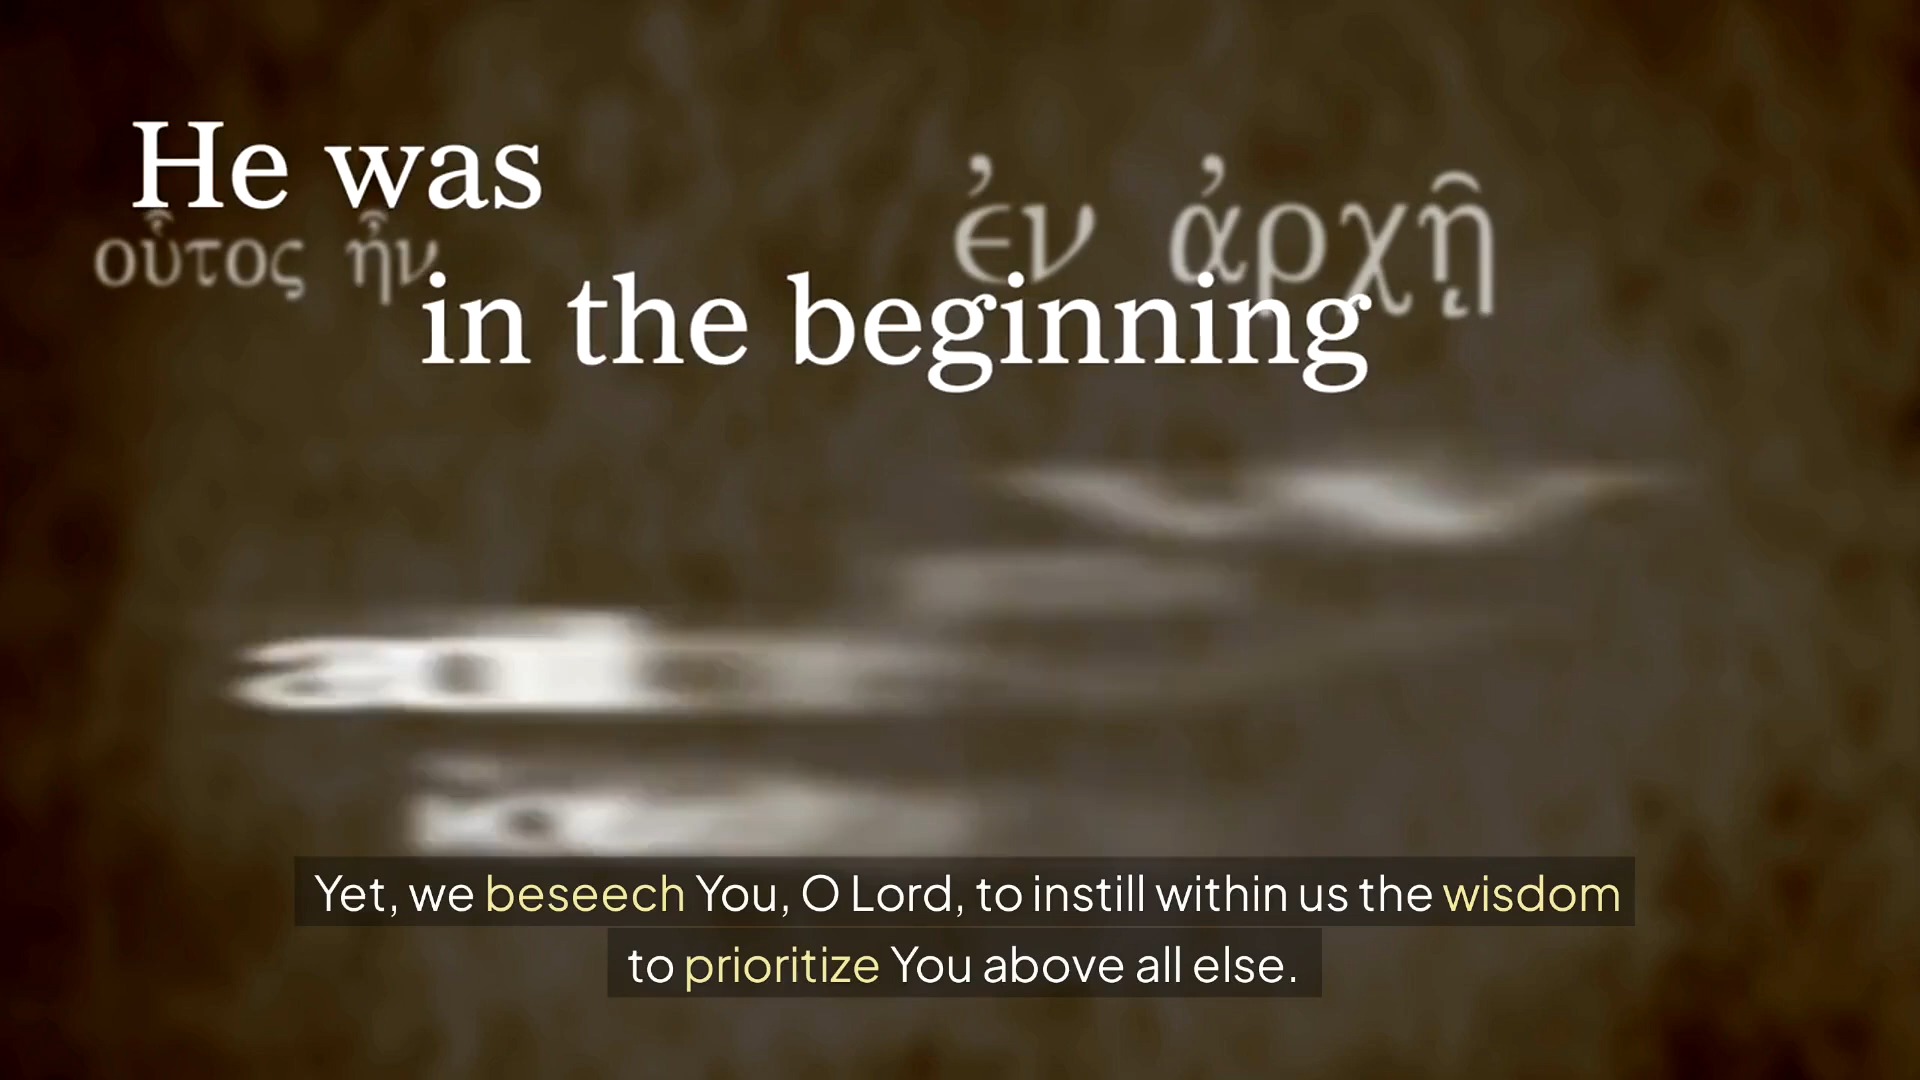 He was
οὗτος ἦν
ἐν ἀρχῇ
in the beginning
Yet, we beseech You, O Lord, to instill within us the wisdom
to prioritize You above all else.